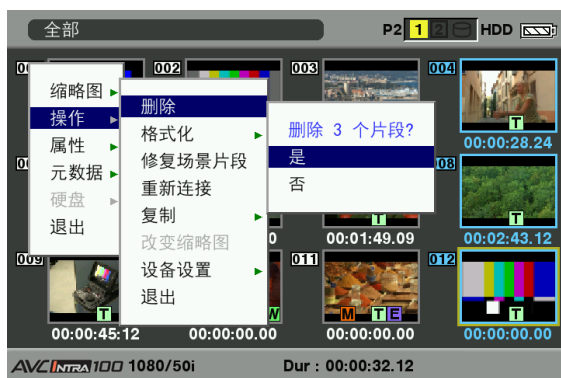 全部
P2 1 2 HDD
002 003 004
缩略图
操作
属性
元数据
硬盘
退出
删除
格式化
修复场景片段
重新连接
复制
改变缩略图
设备设置
退出
删除 3 个片段?
是
否
T
00:00:28.24
008
T T
0 00:01:49.09 00:02:43.12
009 011 012
T W M T E T
00:00:45:12 00:00:00.00 00:00:00.00 00:00:00.00
AVC INTRA 100 1080/50i Dur : 00:00:32.12